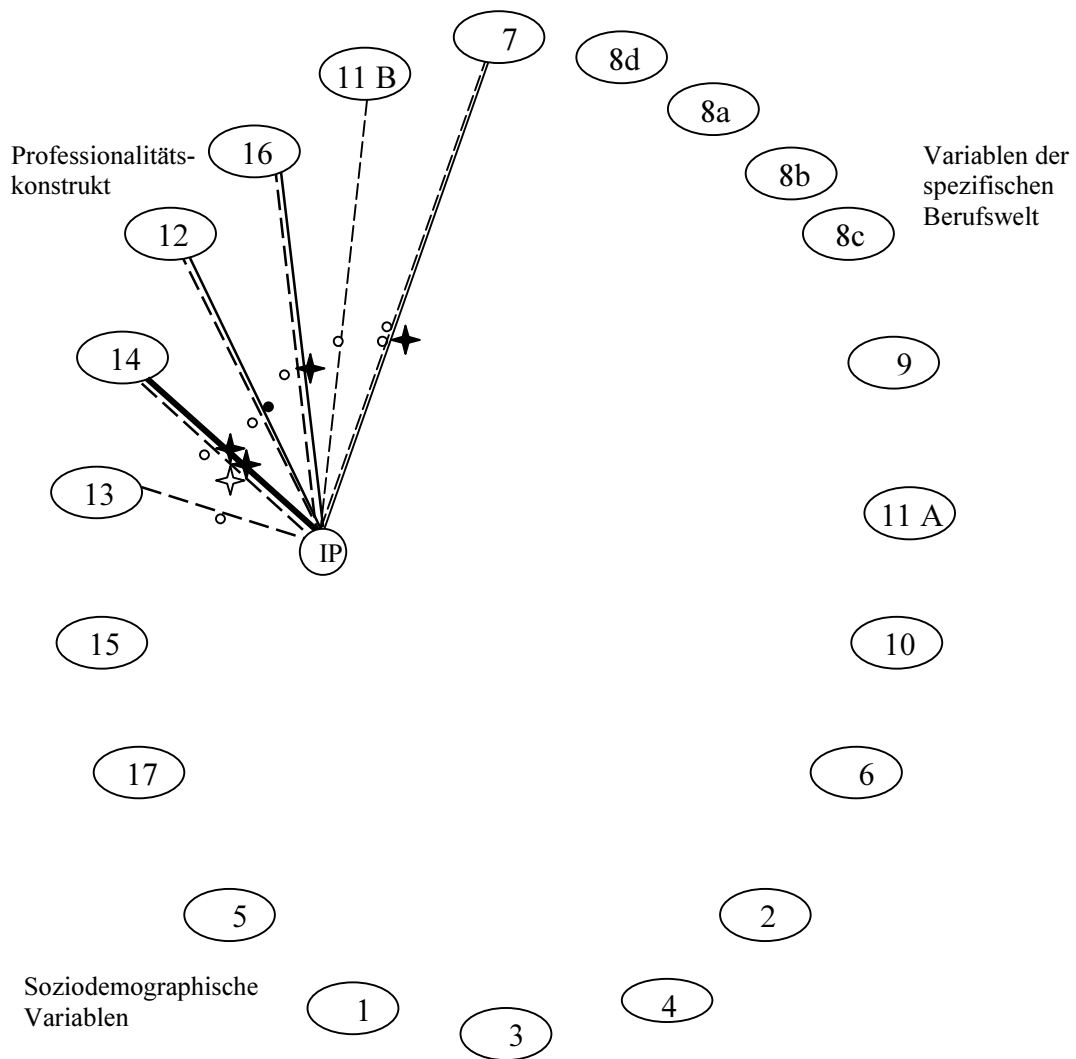 7
11 B
8d
8a
Professionalitäts-
konstrukt
16
8b
Variablen der
spezifischen
Berufswelt
12
8c
14
9
13
11 A
IP
15
10
17
6
5
2
Soziodemographische
Variablen
1
4
3